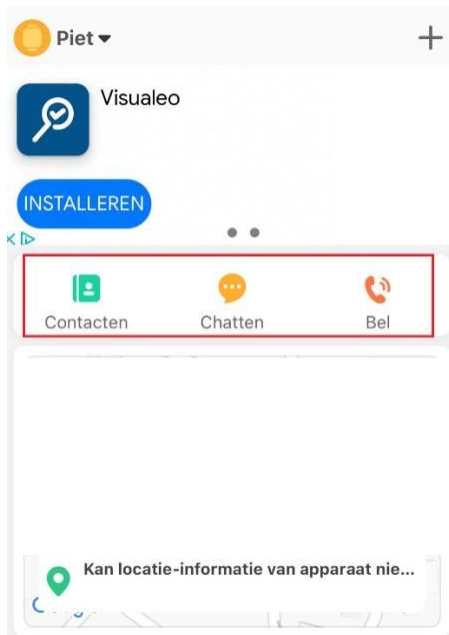 Piet
Visualeo
INSTALLEREN
Contacten
Chatten
Bel
Kan locatie-informatie van apparaat nie...